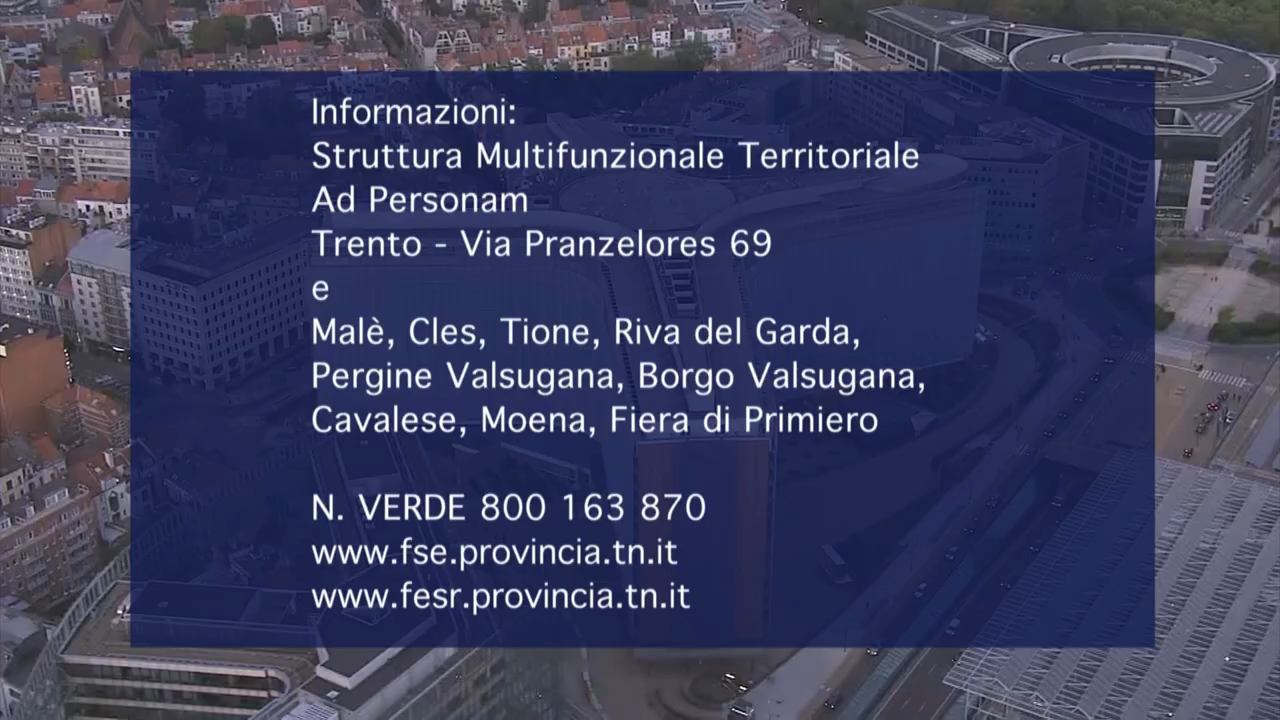 Informazioni:
Struttura Multifunzionale Territoriale
Ad Personam
Trento - Via Pranzelores 69
e
Malè, Cles, Tione, Riva del Garda,
Pergine Valsugana, Borgo Valsugana,
Cavalese, Moena, Fiera di Primiero
N. VERDE 800 163 870
www.fse.provincia.tn.it
www.fesr.provincia.tn.it